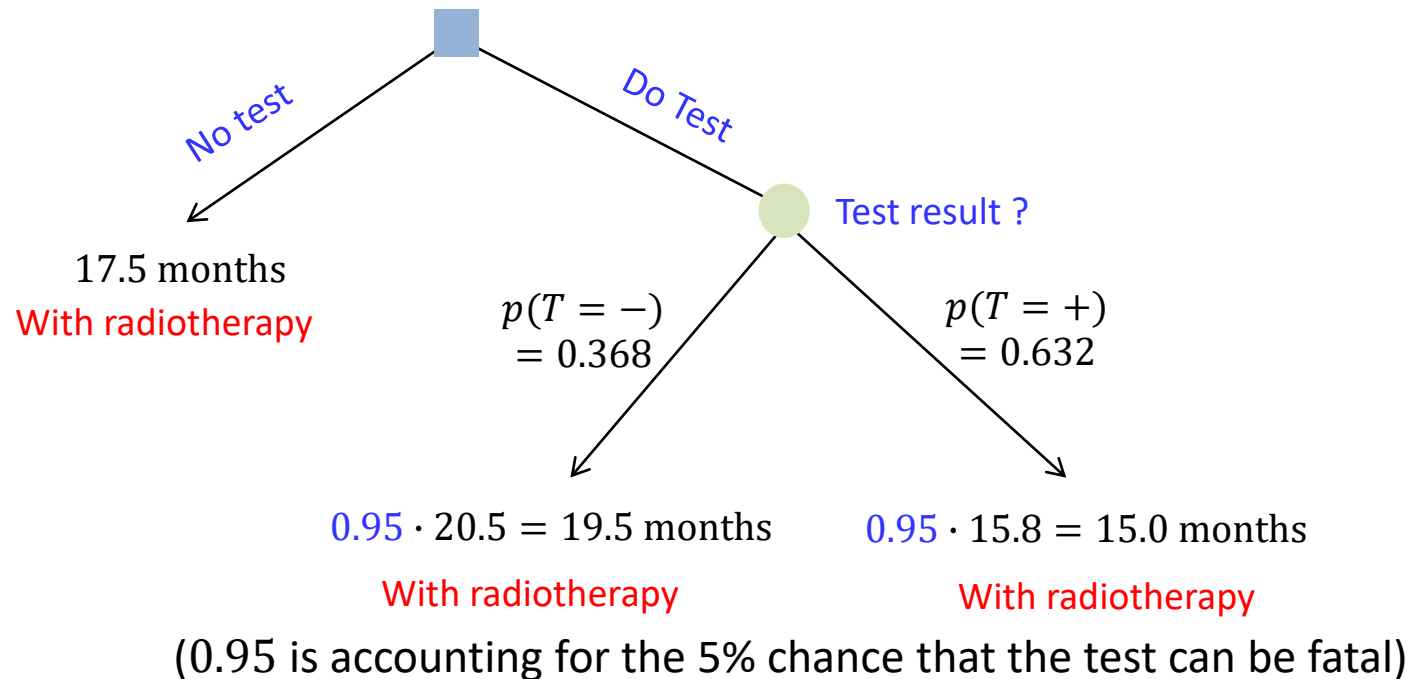 No test
Do Test
Test result ?
17.5 months
With radiotherapy
𝑝(𝑇 = −)
= 0.368
𝑝(𝑇 = +)
= 0.632
0.95 · 20.5 = 19.5 months
0.95 · 15.8 = 15.0 months
With radiotherapy
With radiotherapy
(0.95 is accounting for the 5% chance that the test can be fatal)